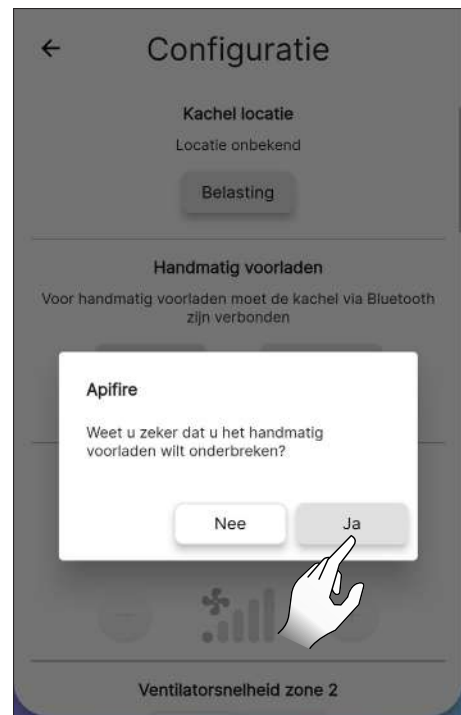 Configuratie
Kachel locatie
Locatie onbekend
Belasting
Handmatig voorladen
Voor handmatig voorladen moet de kachel via Bluetooth
zijn verbonden
Apifire
Weet u zeker dat u het handmatig
voorladen wilt onderbreken?
Nee
Ja
Ventilatorsnelheid zone 2